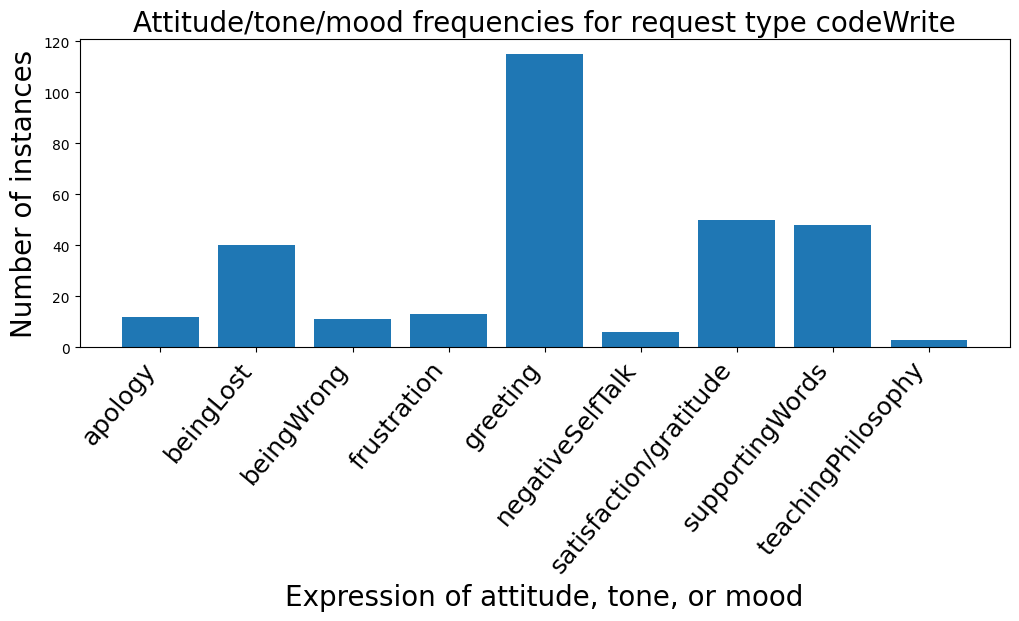 Attitude/tone/mood frequencies for request type codeWrite
Number of instances
120
100
80
60
40
20
0
apology
beingLost
beingWrong
frustration
greeting
negativeSelfTalk
satisfaction/gratitude
supportingWords
teachingPhilosophy
Expression of attitude, tone, or mood